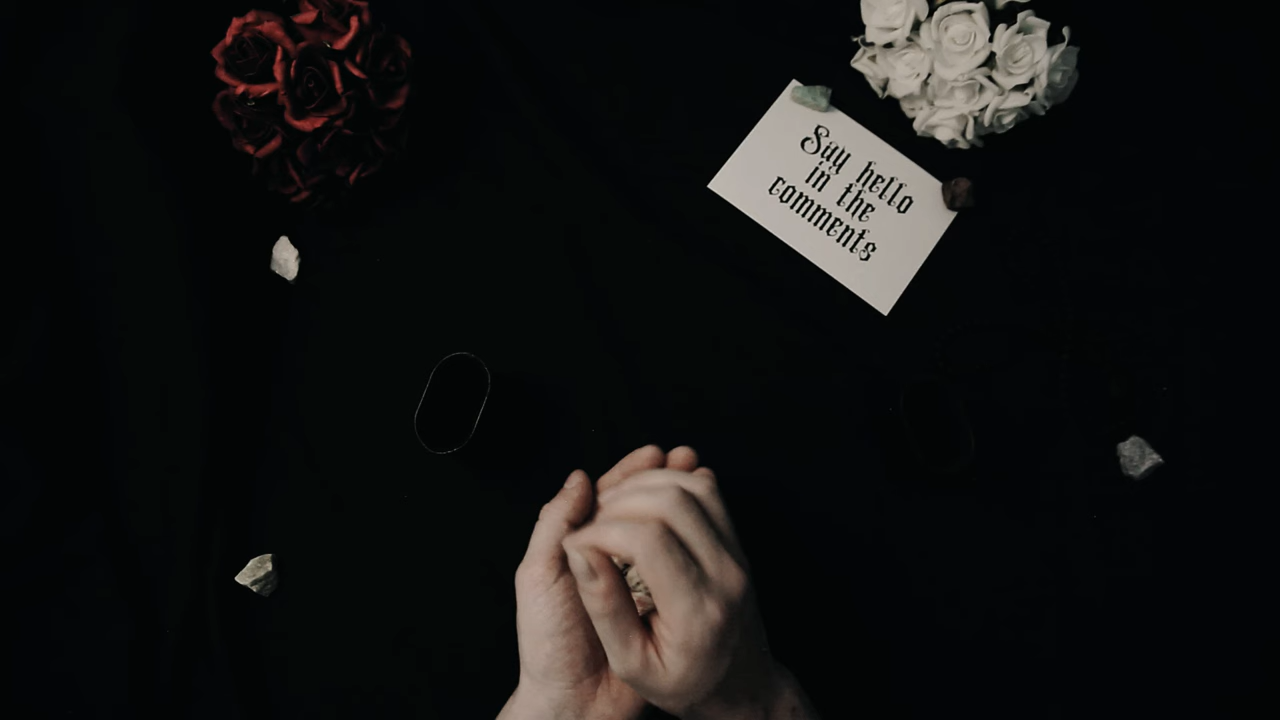 Say hello
in the
comments